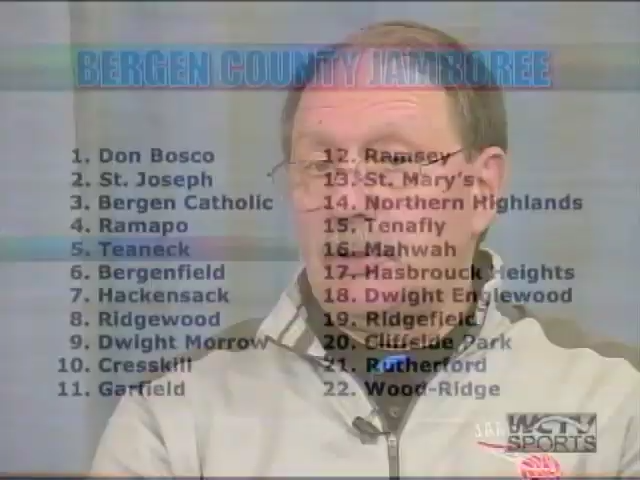 BERGEN COUNTY JAMBOREE
1. Don Bosco
2. St. Joseph
3. Bergen Catholic
4. Ramapo
5. Teaneck
6. Bergenfield
7. Hackensack
8. Ridgewood
9. Dwight Morrow
10. Cresskill
11. Garfield
12. Ramsey
13. St. Mary's
14. Northern Highlands
15. Tenafly
16. Mahwah
17. Hasbrouck Heights
18. Dwight Englewood
19. Ridgefield
20. Cliffside Park
21. Rutherford
22. Wood-Ridge
WCTV
SPORTS